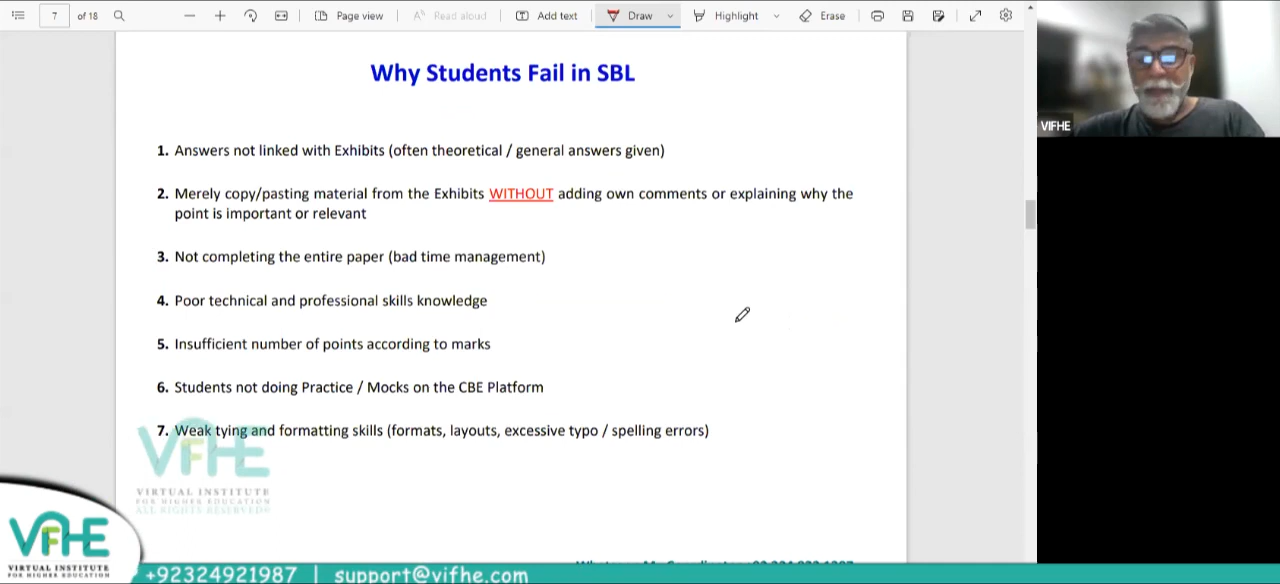 7 of 18 Page view Read aloud Add text Draw Highlight Erase
Why Students Fail in SBL
1. Answers not linked with Exhibits (often theoretical / general answers given)
2. Merely copy/pasting material from the Exhibits WITHOUT adding own comments or explaining why the
point is important or relevant
3. Not completing the entire paper (bad time management)
4. Poor technical and professional skills knowledge
5. Insufficient number of points according to marks
6. Students not doing Practice / Mocks on the CBE Platform
7. Weak tying and formatting skills (formats, layouts, excessive typo / spelling errors)
VIFHE
VFHE
VIRTUAL INSTITUTE
FOR HIGHER EDUCATION
ALL RIGHTS RESERVED®
VFHE
VIRTUAL INSTITUTE
FOR HIGHER EDUCATION
+92324921987 | support@vifhe.com